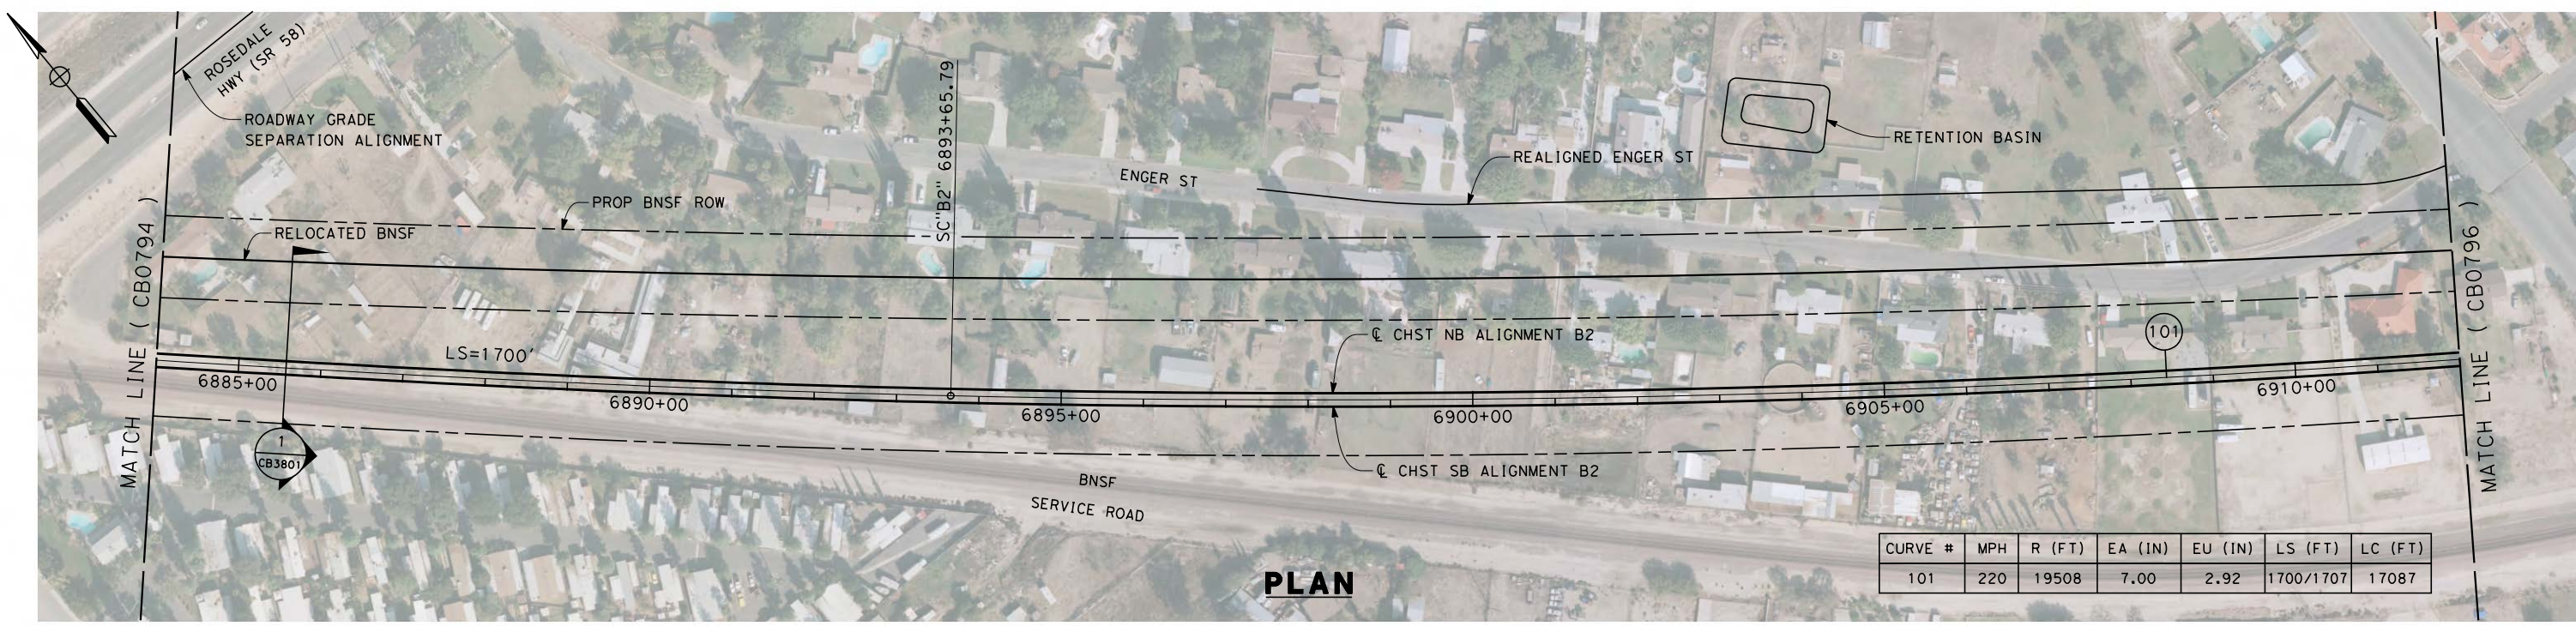 ROSEDALE
HWY (SR 58)
ROADWAY GRADE
SEPARATION ALIGNMENT
SC"B2" 6893+65.79
RETENTION BASIN
REALIGNED ENGER ST
ENGER ST
PROP BNSF ROW
RELOCATED BNSF
MATCH LINE ( CB0794 )
MATCH LINE ( CB0796 )
℄ CHST NB ALIGNMENT B2
101
LS=1700'
6885+00
6890+00
6895+00
6900+00
6905+00
6910+00
1
CB3801
℄ CHST SB ALIGNMENT B2
BNSF
SERVICE ROAD
PLAN
CURVE # MPH R (FT) EA (IN) EU (IN) LS (FT) LC (FT)
101 220 19508 7.00 2.92 1700/1707 17087